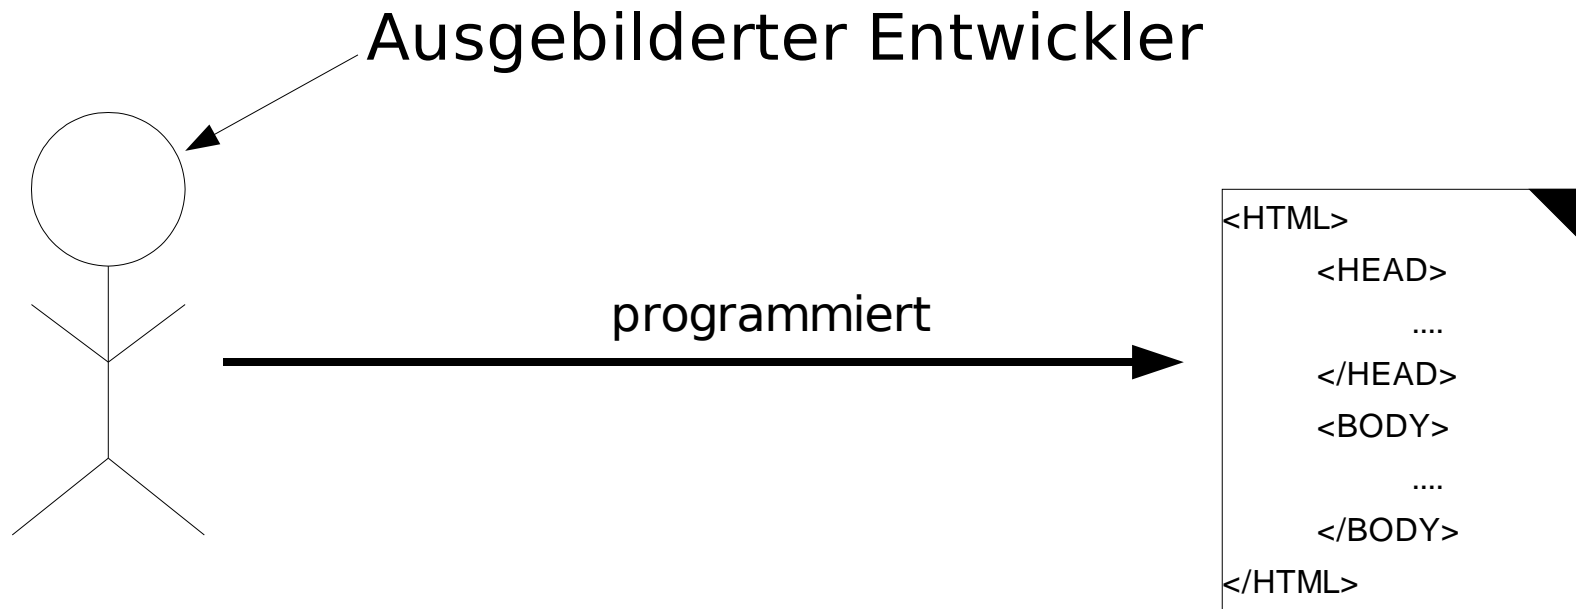 Ausgebilderter Entwickler
programmiert
<HTML>
<HEAD>
....
</HEAD>
<BODY>
....
</BODY>
</HTML>